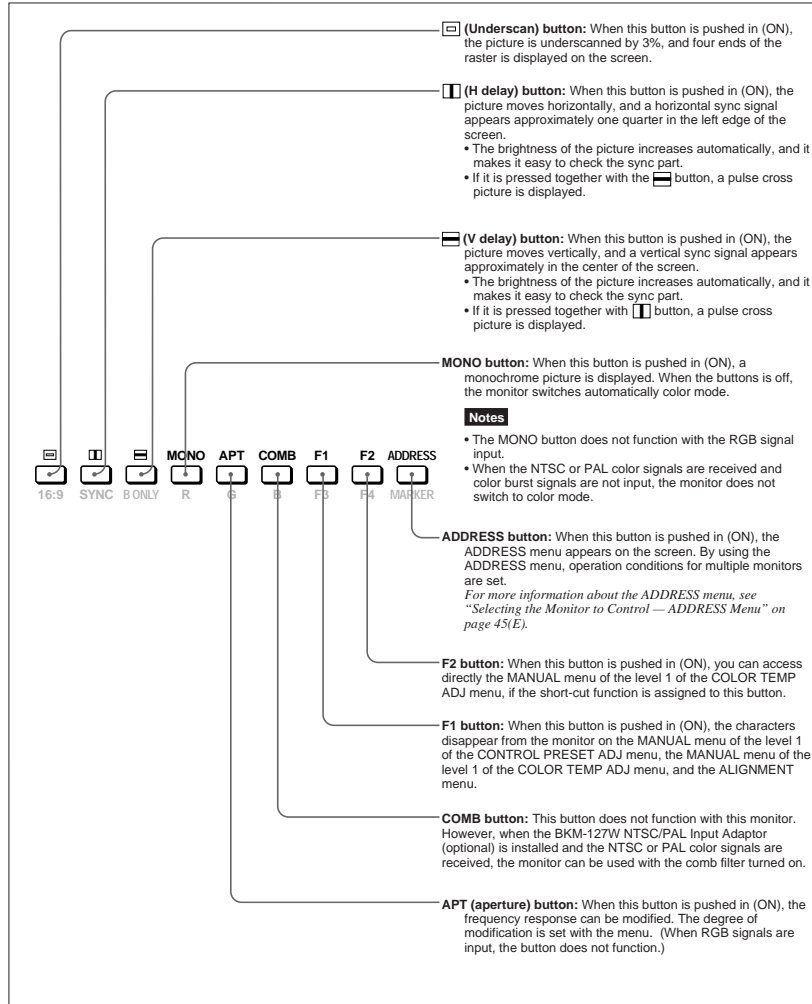 (Underscan) button: When this button is pushed in (ON),
the picture is underscanned by 3%, and four ends of the
raster is displayed on the screen.
(H delay) button: When this button is pushed in (ON), the
picture moves horizontally, and a horizontal sync signal
appears approximately one quarter in the left edge of the
screen.
• The brightness of the picture increases automatically, and it
makes it easy to check the sync part.
• If it is pressed together with the button, a pulse cross
picture is displayed.
(V delay) button: When this button is pushed in (ON), the
picture moves vertically, and a vertical sync signal appears
approximately in the center of the screen.
• The brightness of the picture increases automatically, and it
makes it easy to check the sync part.
• If it is pressed together with button, a pulse cross
picture is displayed.
MONO button: When this button is pushed in (ON), a
monochrome picture is displayed. When the buttons is off,
the monitor switches automatically color mode.
Notes
• The MONO button does not function with the RGB signal
input.
• When the NTSC or PAL color signals are received and
color burst signals are not input, the monitor does not
switch to color mode.
MONO APT COMB F1 F2 ADDRESS
16:9 SYNC B ONLY R G B F3 F4 MARKER
ADDRESS button: When this button is pushed in (ON), the
ADDRESS menu appears on the screen. By using the
ADDRESS menu, operation conditions for multiple monitors
are set.
For more information about the ADDRESS menu, see
“Selecting the Monitor to Control — ADDRESS Menu” on
page 45(E).
F2 button: When this button is pushed in (ON), you can access
directly the MANUAL menu of the level 1 of the COLOR TEMP
ADJ menu, if the short-cut function is assigned to this button.
F1 button: When this button is pushed in (ON), the characters
disappear from the monitor on the MANUAL menu of the level 1
of the CONTROL PRESET ADJ menu, the MANUAL menu of the
level 1 of the COLOR TEMP ADJ menu, and the ALIGNMENT
menu.
COMB button: This button does not function with this monitor.
However, when the BKM-127W NTSC/PAL Input Adaptor
(optional) is installed and the NTSC or PAL color signals are
received, the monitor can be used with the comb filter turned on.
APT (aperture) button: When this button is pushed in (ON), the
frequency response can be modified. The degree of
modification is set with the menu. (When RGB signals are
input, the button does not function.)